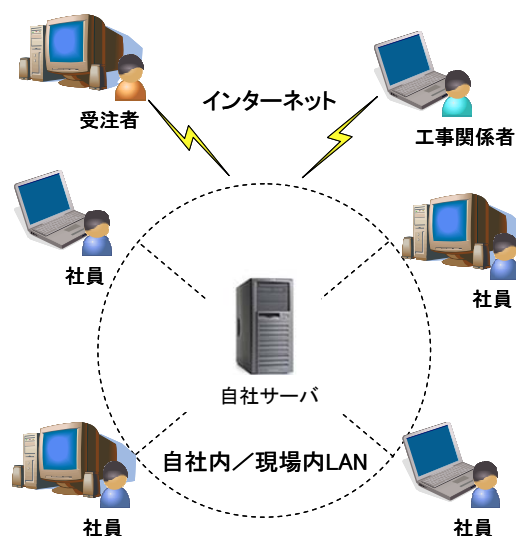 インターネット
受注者
工事関係者
社員
社員
自社サーバ
自社内／現場内LAN
社員
社員